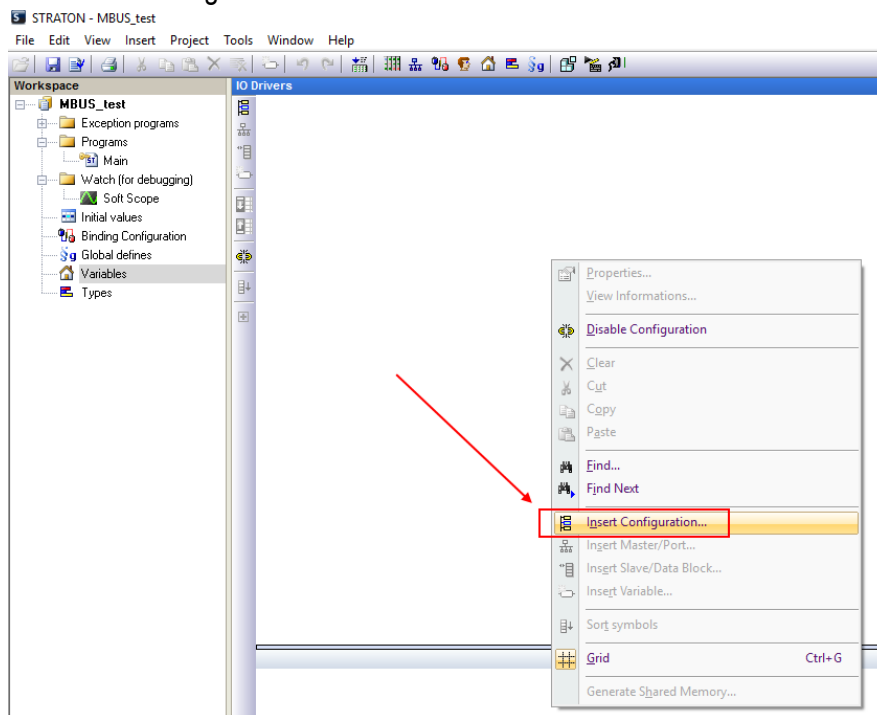 STRATON - MBUS_test
File Edit View Insert Project Tools Window Help
Workspace
IO Drivers
MBUS_test
Exception programs
Programs
Main
Watch (for debugging)
Soft Scope
Initial values
Binding Configuration
Global defines
Variables
Types
Properties...
View Informations...
Disable Configuration
Clear
Cut
Copy
Paste
Find...
Find Next
Insert Configuration...
Insert Master/Port...
Insert Slave/Data Block...
Insert Variable...
Sort symbols
Grid Ctrl+G
Generate Shared Memory...